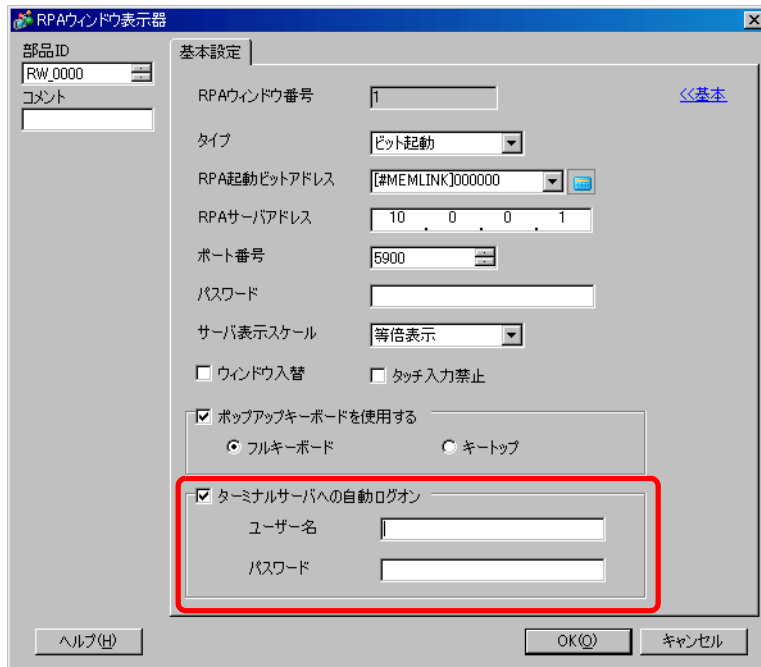 RPAウィンドウ表示器
部品ID
RW_0000
コメント
基本設定
RPAウィンドウ番号 1 <<基本
タイプ ビット起動
RPA起動ビットアドレス [#MEMLINK]000000
RPAサーバアドレス 10 . 0 . 0 . 1
ポート番号 5900
パスワード
サーバ表示スケール 等倍表示
ウィンドウ入替 タッチ入力禁止
ポップアップキーボードを使用する
フルキーボード キートップ
ターミナルサーバへの自動ログオン
ユーザー名
パスワード
ヘルプ(H) OK(O) キャンセル